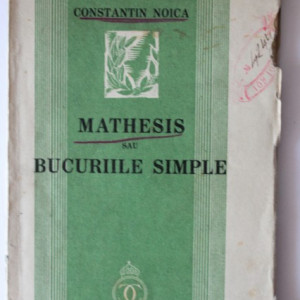 CONSTANTIN NOICA
MATHESIS
SAU
BUCURIILE SIMPLE